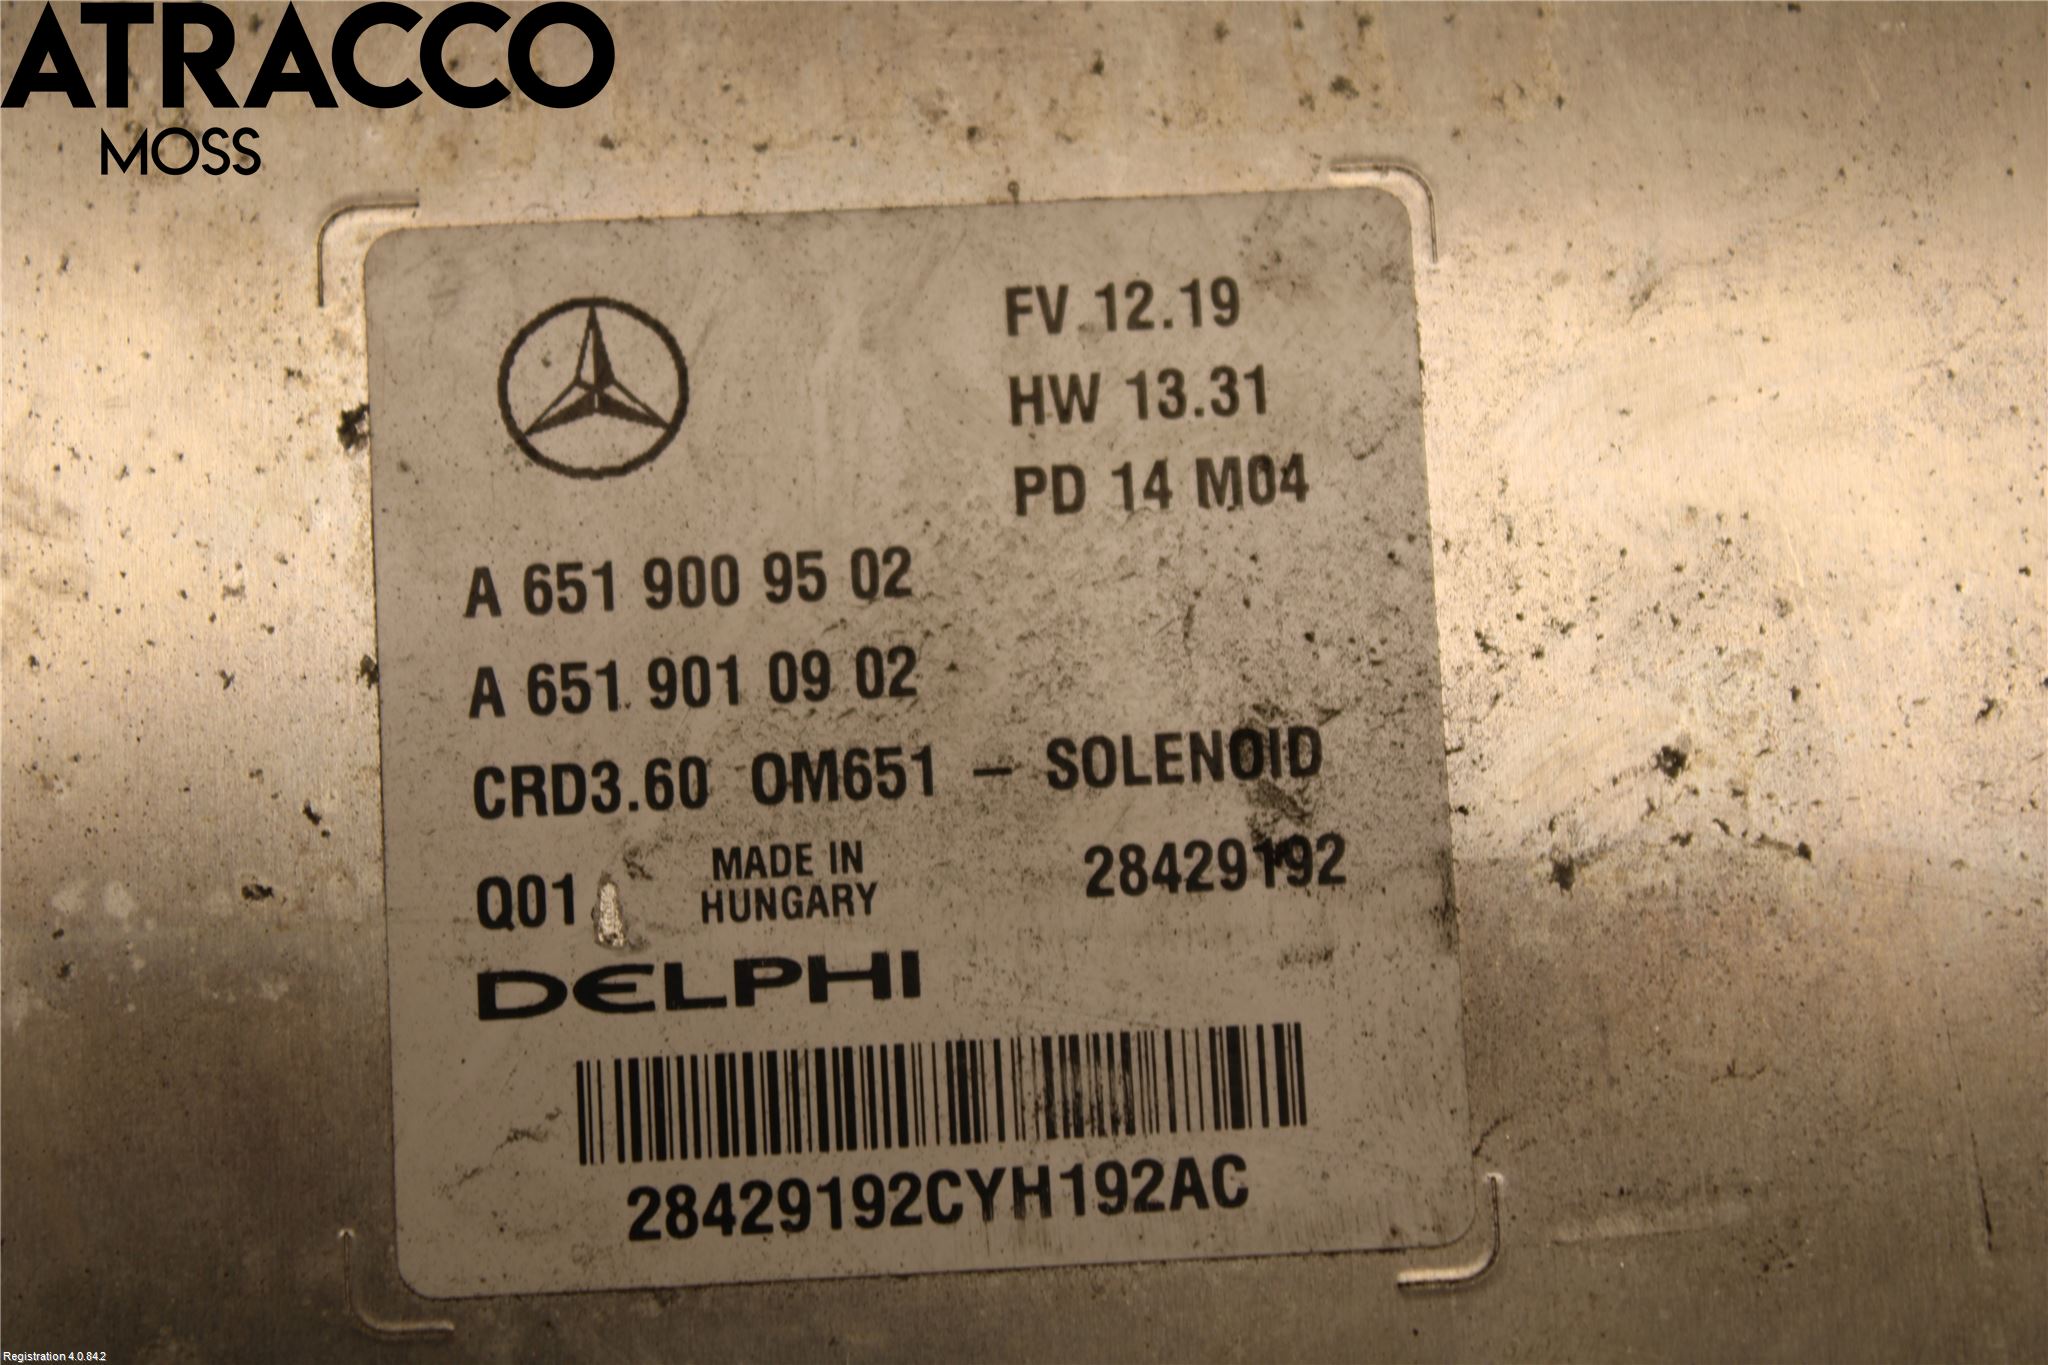 ATRACCO
MOSS
FV 12.19
HW 13.31
PD 14 M04
A 651 900 95 02
A 651 901 09 02
CRD3.60 OM651 – SOLENOID
Q01
MADE IN
HUNGARY
28429192
DELPHI
28429192CYH192AC
Registration 4.0.84.2